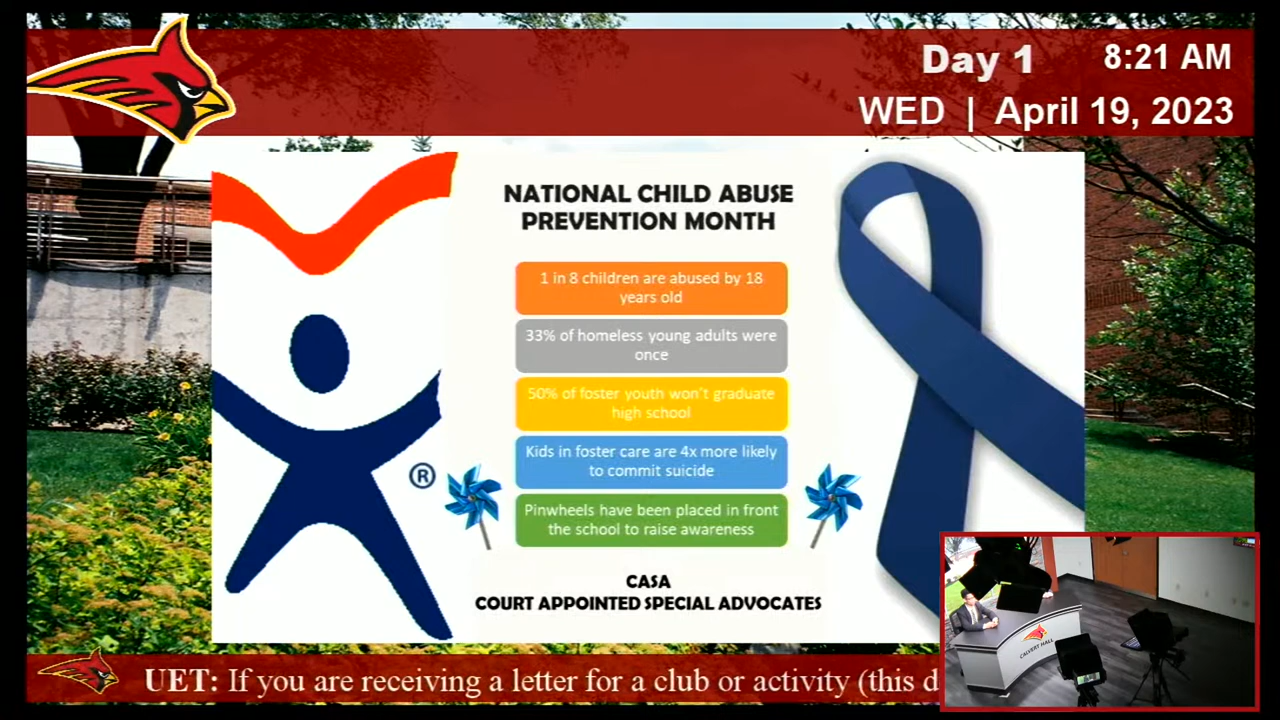 Day 1 8:21 AM
WED | April 19, 2023
NATIONAL CHILD ABUSE
PREVENTION MONTH
1 in 8 children are abused by 18
years old
33% of homeless young adults were
once
50% of foster youth won't graduate
high school
Kids in foster care are 4x more likely
to commit suicide
Pinwheels have been placed in front
the school to raise awareness
®
CASA
COURT APPOINTED SPECIAL ADVOCATES
CALVERT HALL
UET: If you are receiving a letter for a club or activity (this d